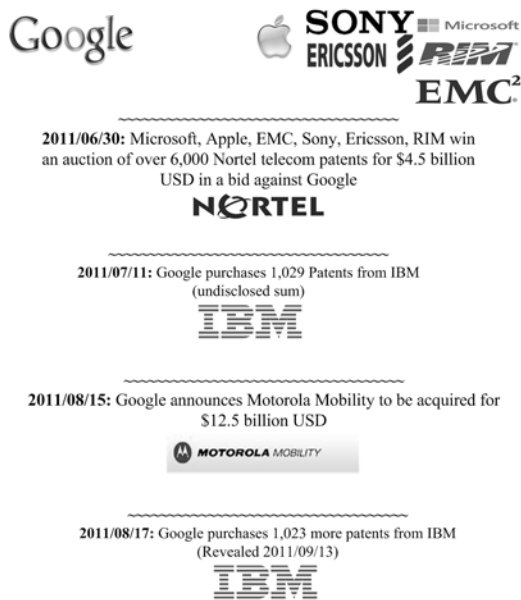 Google
SONY
Microsoft
ERICSSON
RIM
EMC²
2011/06/30: Microsoft, Apple, EMC, Sony, Ericsson, RIM win
an auction of over 6,000 Nortel telecom patents for $4.5 billion
USD in a bid against Google
NORTEL
2011/07/11: Google purchases 1,029 Patents from IBM
(undisclosed sum)
IBM
2011/08/15: Google announces Motorola Mobility to be acquired for
$12.5 billion USD
MOTOROLA MOBILITY
2011/08/17: Google purchases 1,023 more patents from IBM
(Revealed 2011/09/13)
IBM